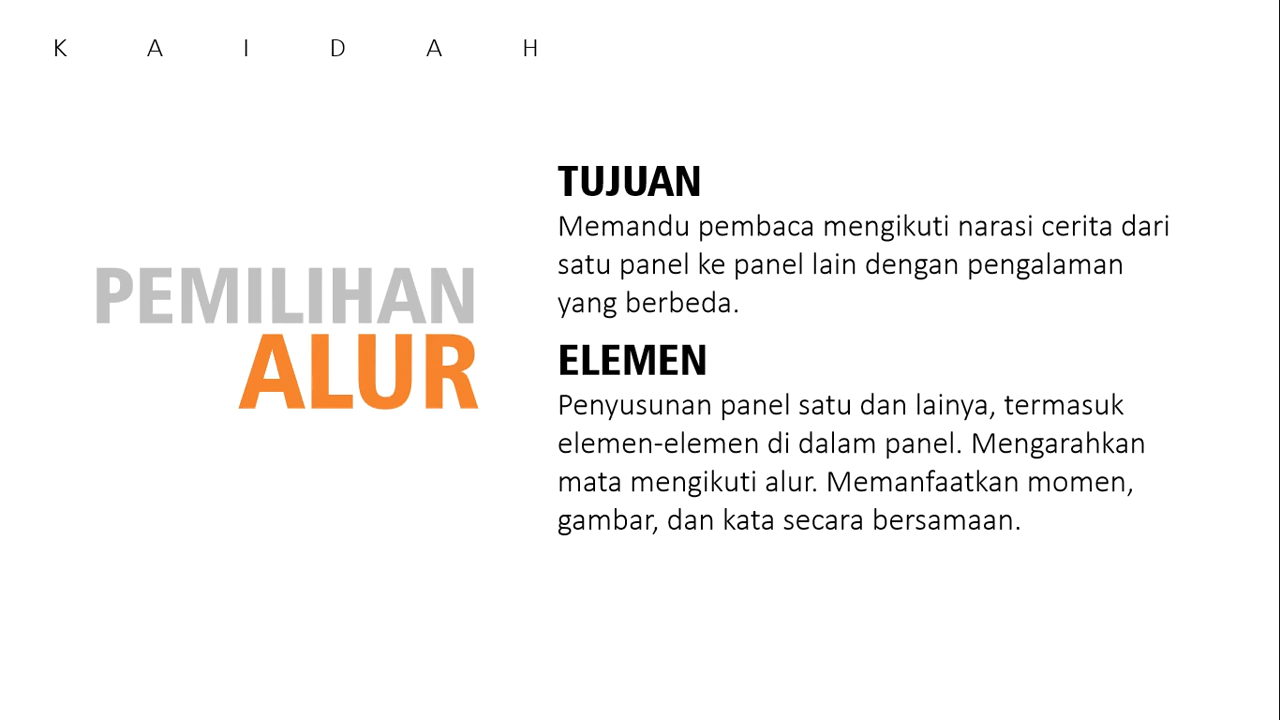 K A I D A H
PEMILIHAN
ALUR
TUJUAN
Memandu pembaca mengikuti narasi cerita dari
satu panel ke panel lain dengan pengalaman
yang berbeda.
ELEMEN
Penyusunan panel satu dan lainya, termasuk
elemen-elemen di dalam panel. Mengarahkan
mata mengikuti alur. Memanfaatkan momen,
gambar, dan kata secara bersamaan.